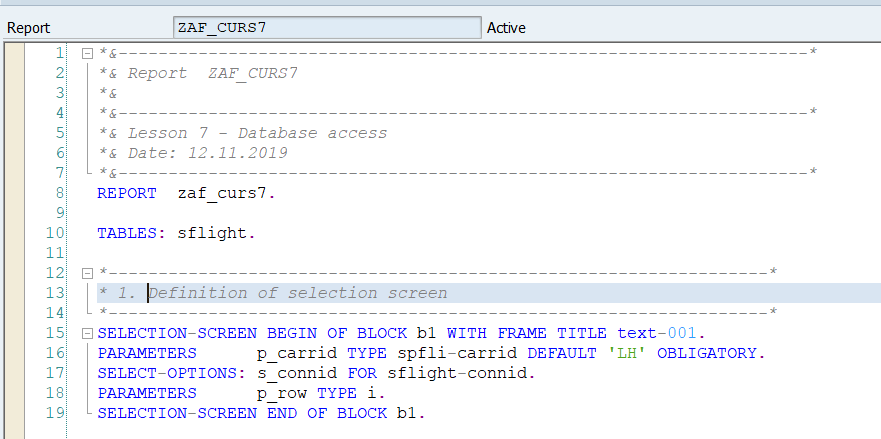 Report ZAF_CURS7 Active
1 *&---------------------------------------------------------------------*
2 *& Report  ZAF_CURS7
3 *&
4 *&---------------------------------------------------------------------*
5 *& Lesson 7 - Database access
6 *& Date: 12.11.2019
7 *&---------------------------------------------------------------------*
8 REPORT  zaf_curs7.
9
10 TABLES: sflight.
11
12 *------------------------------------------------------------------*
13 * 1. Definition of selection screen
14 *------------------------------------------------------------------*
15 SELECTION-SCREEN BEGIN OF BLOCK b1 WITH FRAME TITLE text-001.
16 PARAMETERS      p_carrid TYPE spfli-carrid DEFAULT 'LH' OBLIGATORY.
17 SELECT-OPTIONS: s_connid FOR sflight-connid.
18 PARAMETERS      p_row TYPE i.
19 SELECTION-SCREEN END OF BLOCK b1.